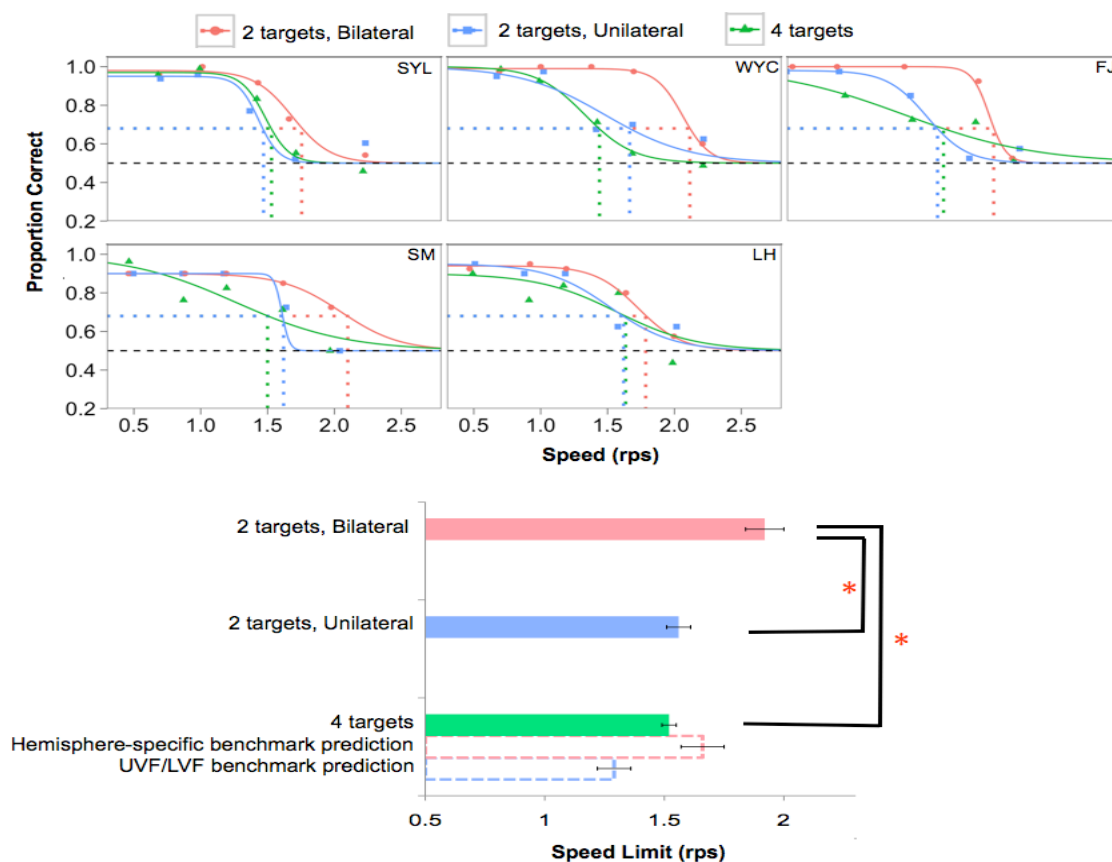 2 targets, Bilateral 2 targets, Unilateral 4 targets
SYL WYC FJ
1.0
0.8
0.6
0.4
0.2
SM LH
1.0
0.8
0.6
0.4
0.2
Proportion Correct
0.5 1.0 1.5 2.0 2.5 0.5 1.0 1.5 2.0 2.5
Speed (rps)
2 targets, Bilateral
*
2 targets, Unilateral
*
4 targets
Hemisphere-specific benchmark prediction
UVF/LVF benchmark prediction
0.5 1 1.5 2
Speed Limit (rps)